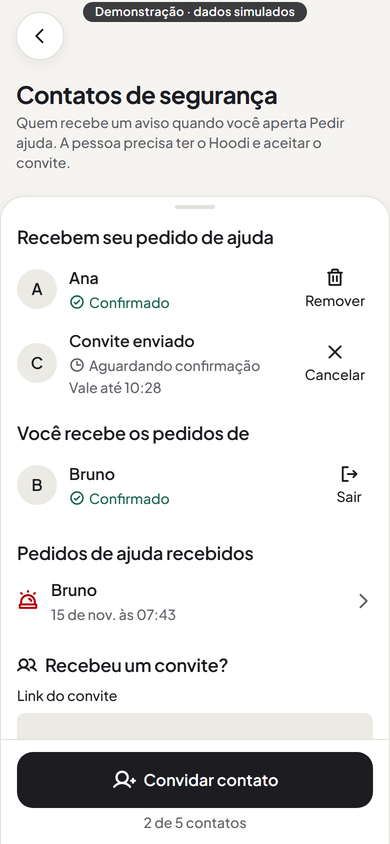 Demonstração · dados simulados
Contatos de segurança
Quem recebe um aviso quando você aperta Pedir
ajuda. A pessoa precisa ter o Hoodi e aceitar o
convite.
Recebem seu pedido de ajuda
A
Ana
Confirmado
Remover
C
Convite enviado
Aguardando confirmação
Vale até 10:28
Cancelar
Você recebe os pedidos de
B
Bruno
Confirmado
Sair
Pedidos de ajuda recebidos
Bruno
15 de nov. às 07:43
Recebeu um convite?
Link do convite
Convidar contato
2 de 5 contatos